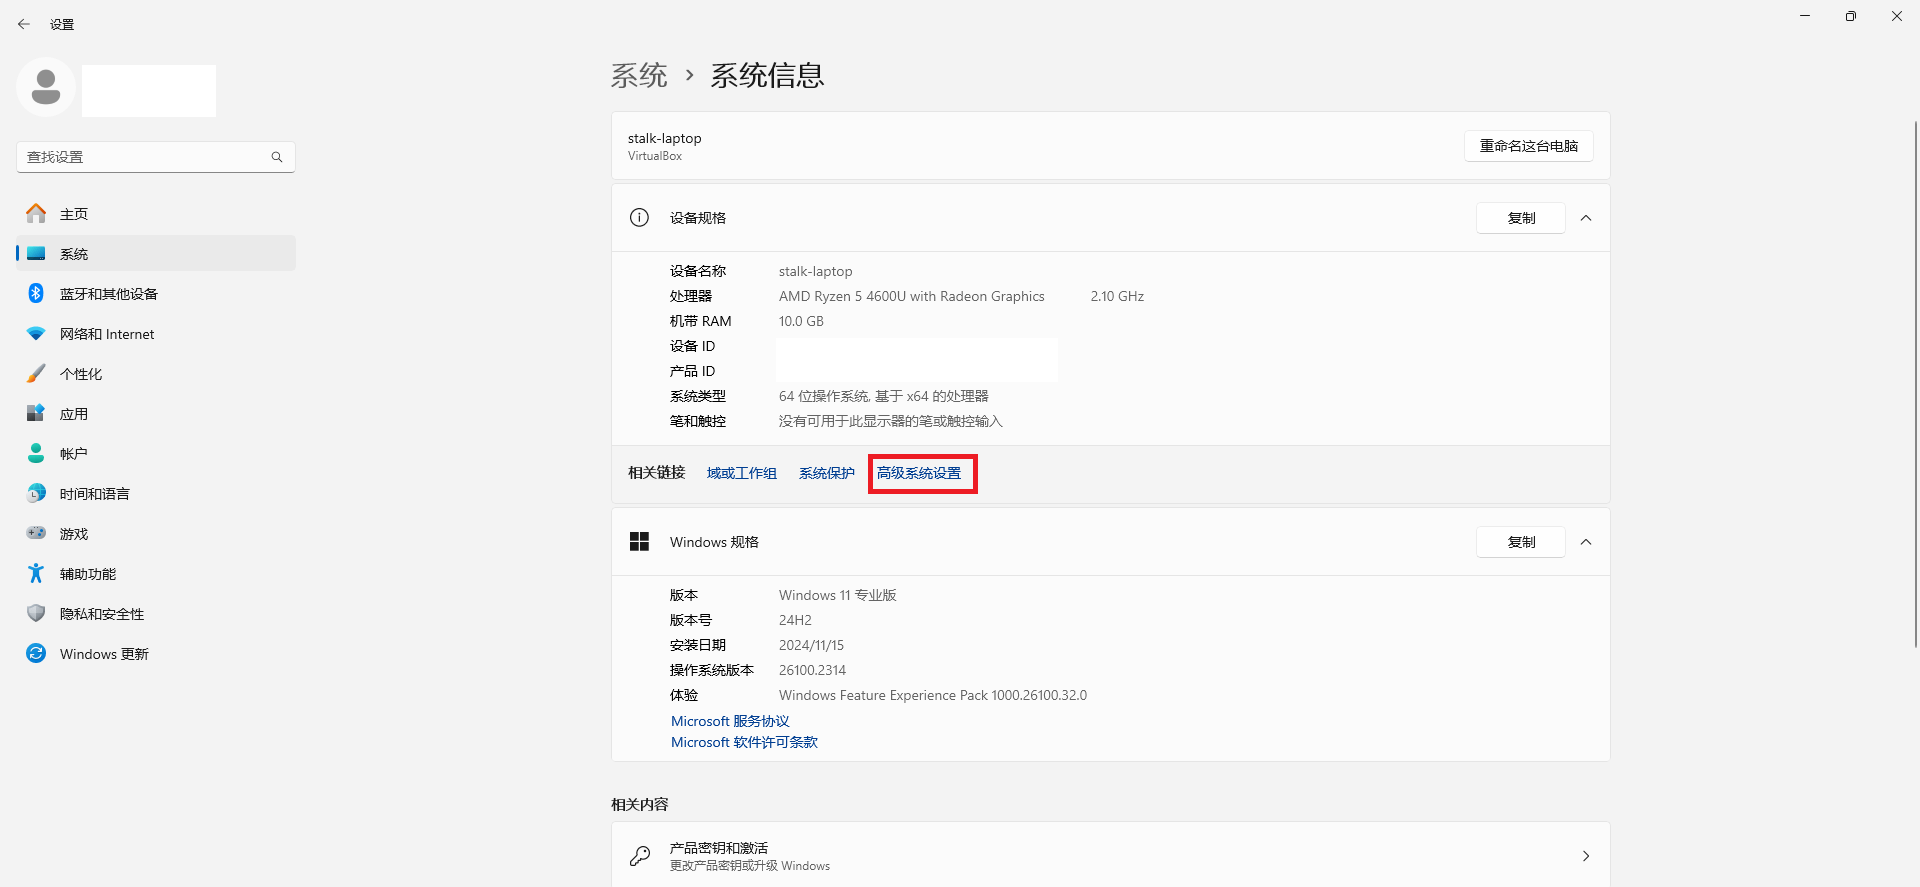 设置
查找设置
主页
系统
蓝牙和其他设备
网络和 Internet
个性化
应用
帐户
时间和语言
游戏
辅助功能
隐私和安全性
Windows 更新
系统 › 系统信息
stalk-laptop
VirtualBox
重命名这台电脑
设备规格
复制
设备名称 stalk-laptop
处理器 AMD Ryzen 5 4600U with Radeon Graphics 2.10 GHz
机带 RAM 10.0 GB
设备 ID
产品 ID
系统类型 64 位操作系统, 基于 x64 的处理器
笔和触控 没有可用于此显示器的笔或触控输入
相关链接 域或工作组 系统保护 高级系统设置
Windows 规格
复制
版本 Windows 11 专业版
版本号 24H2
安装日期 2024/11/15
操作系统版本 26100.2314
体验 Windows Feature Experience Pack 1000.26100.32.0
Microsoft 服务协议
Microsoft 软件许可条款
相关内容
产品密钥和激活
更改产品密钥或升级 Windows